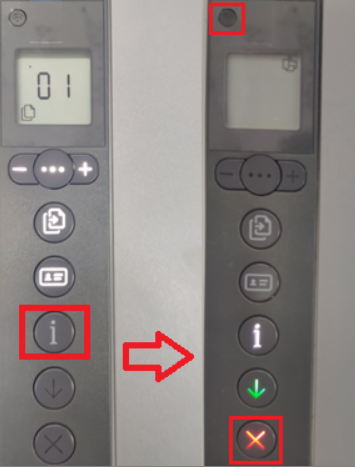 01
- ... +
i
- ... +
i